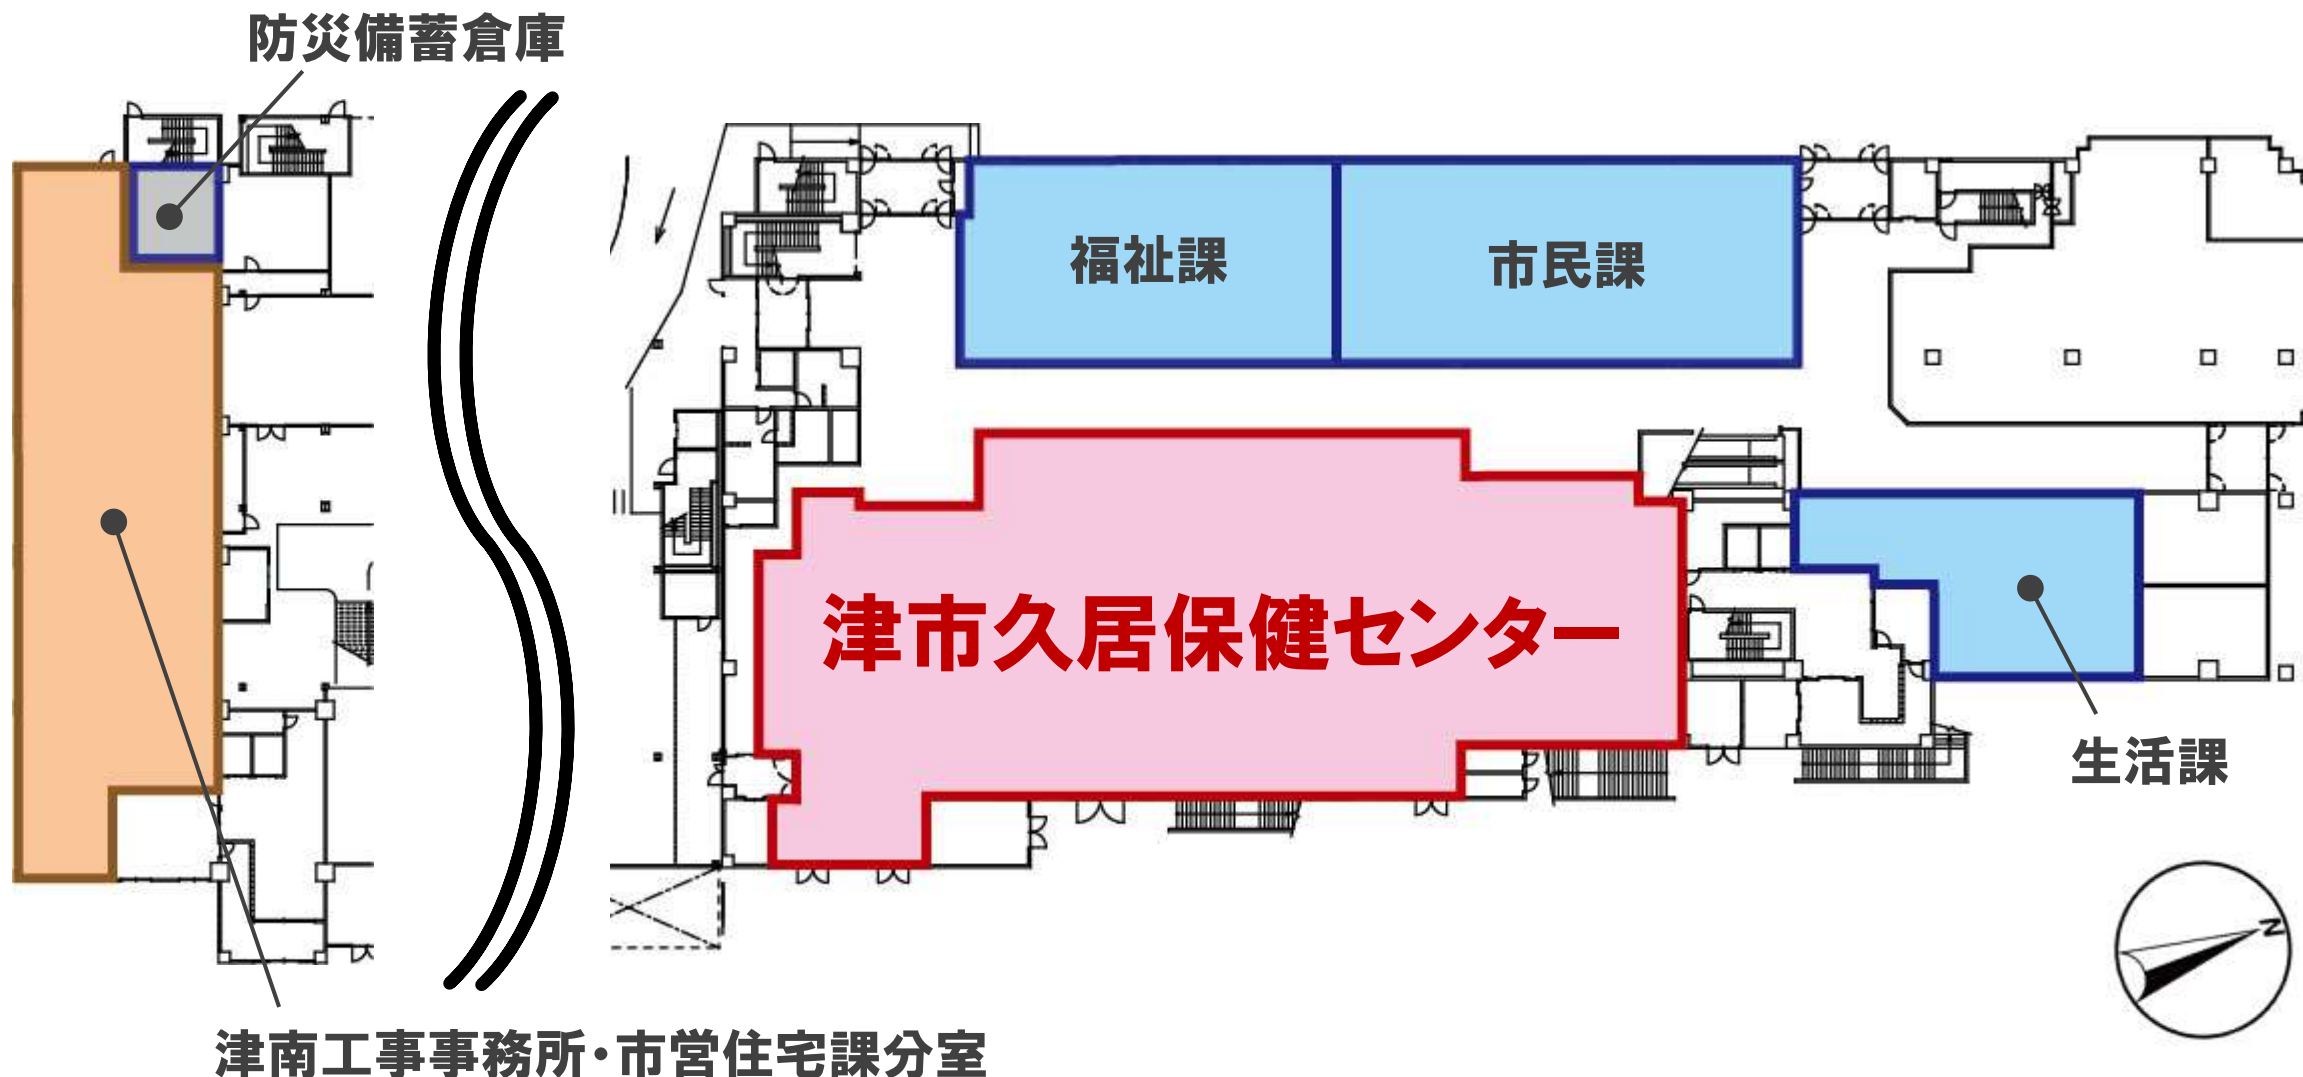 防災備蓄倉庫
福祉課
市民課
津市久居保健センター
生活課
N
津南工事事務所・市営住宅課分室